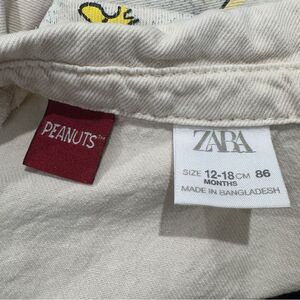 PEANUTS™
ZARA
SIZE 12-18 CM 86
MONTHS
MADE IN BANGLADESH